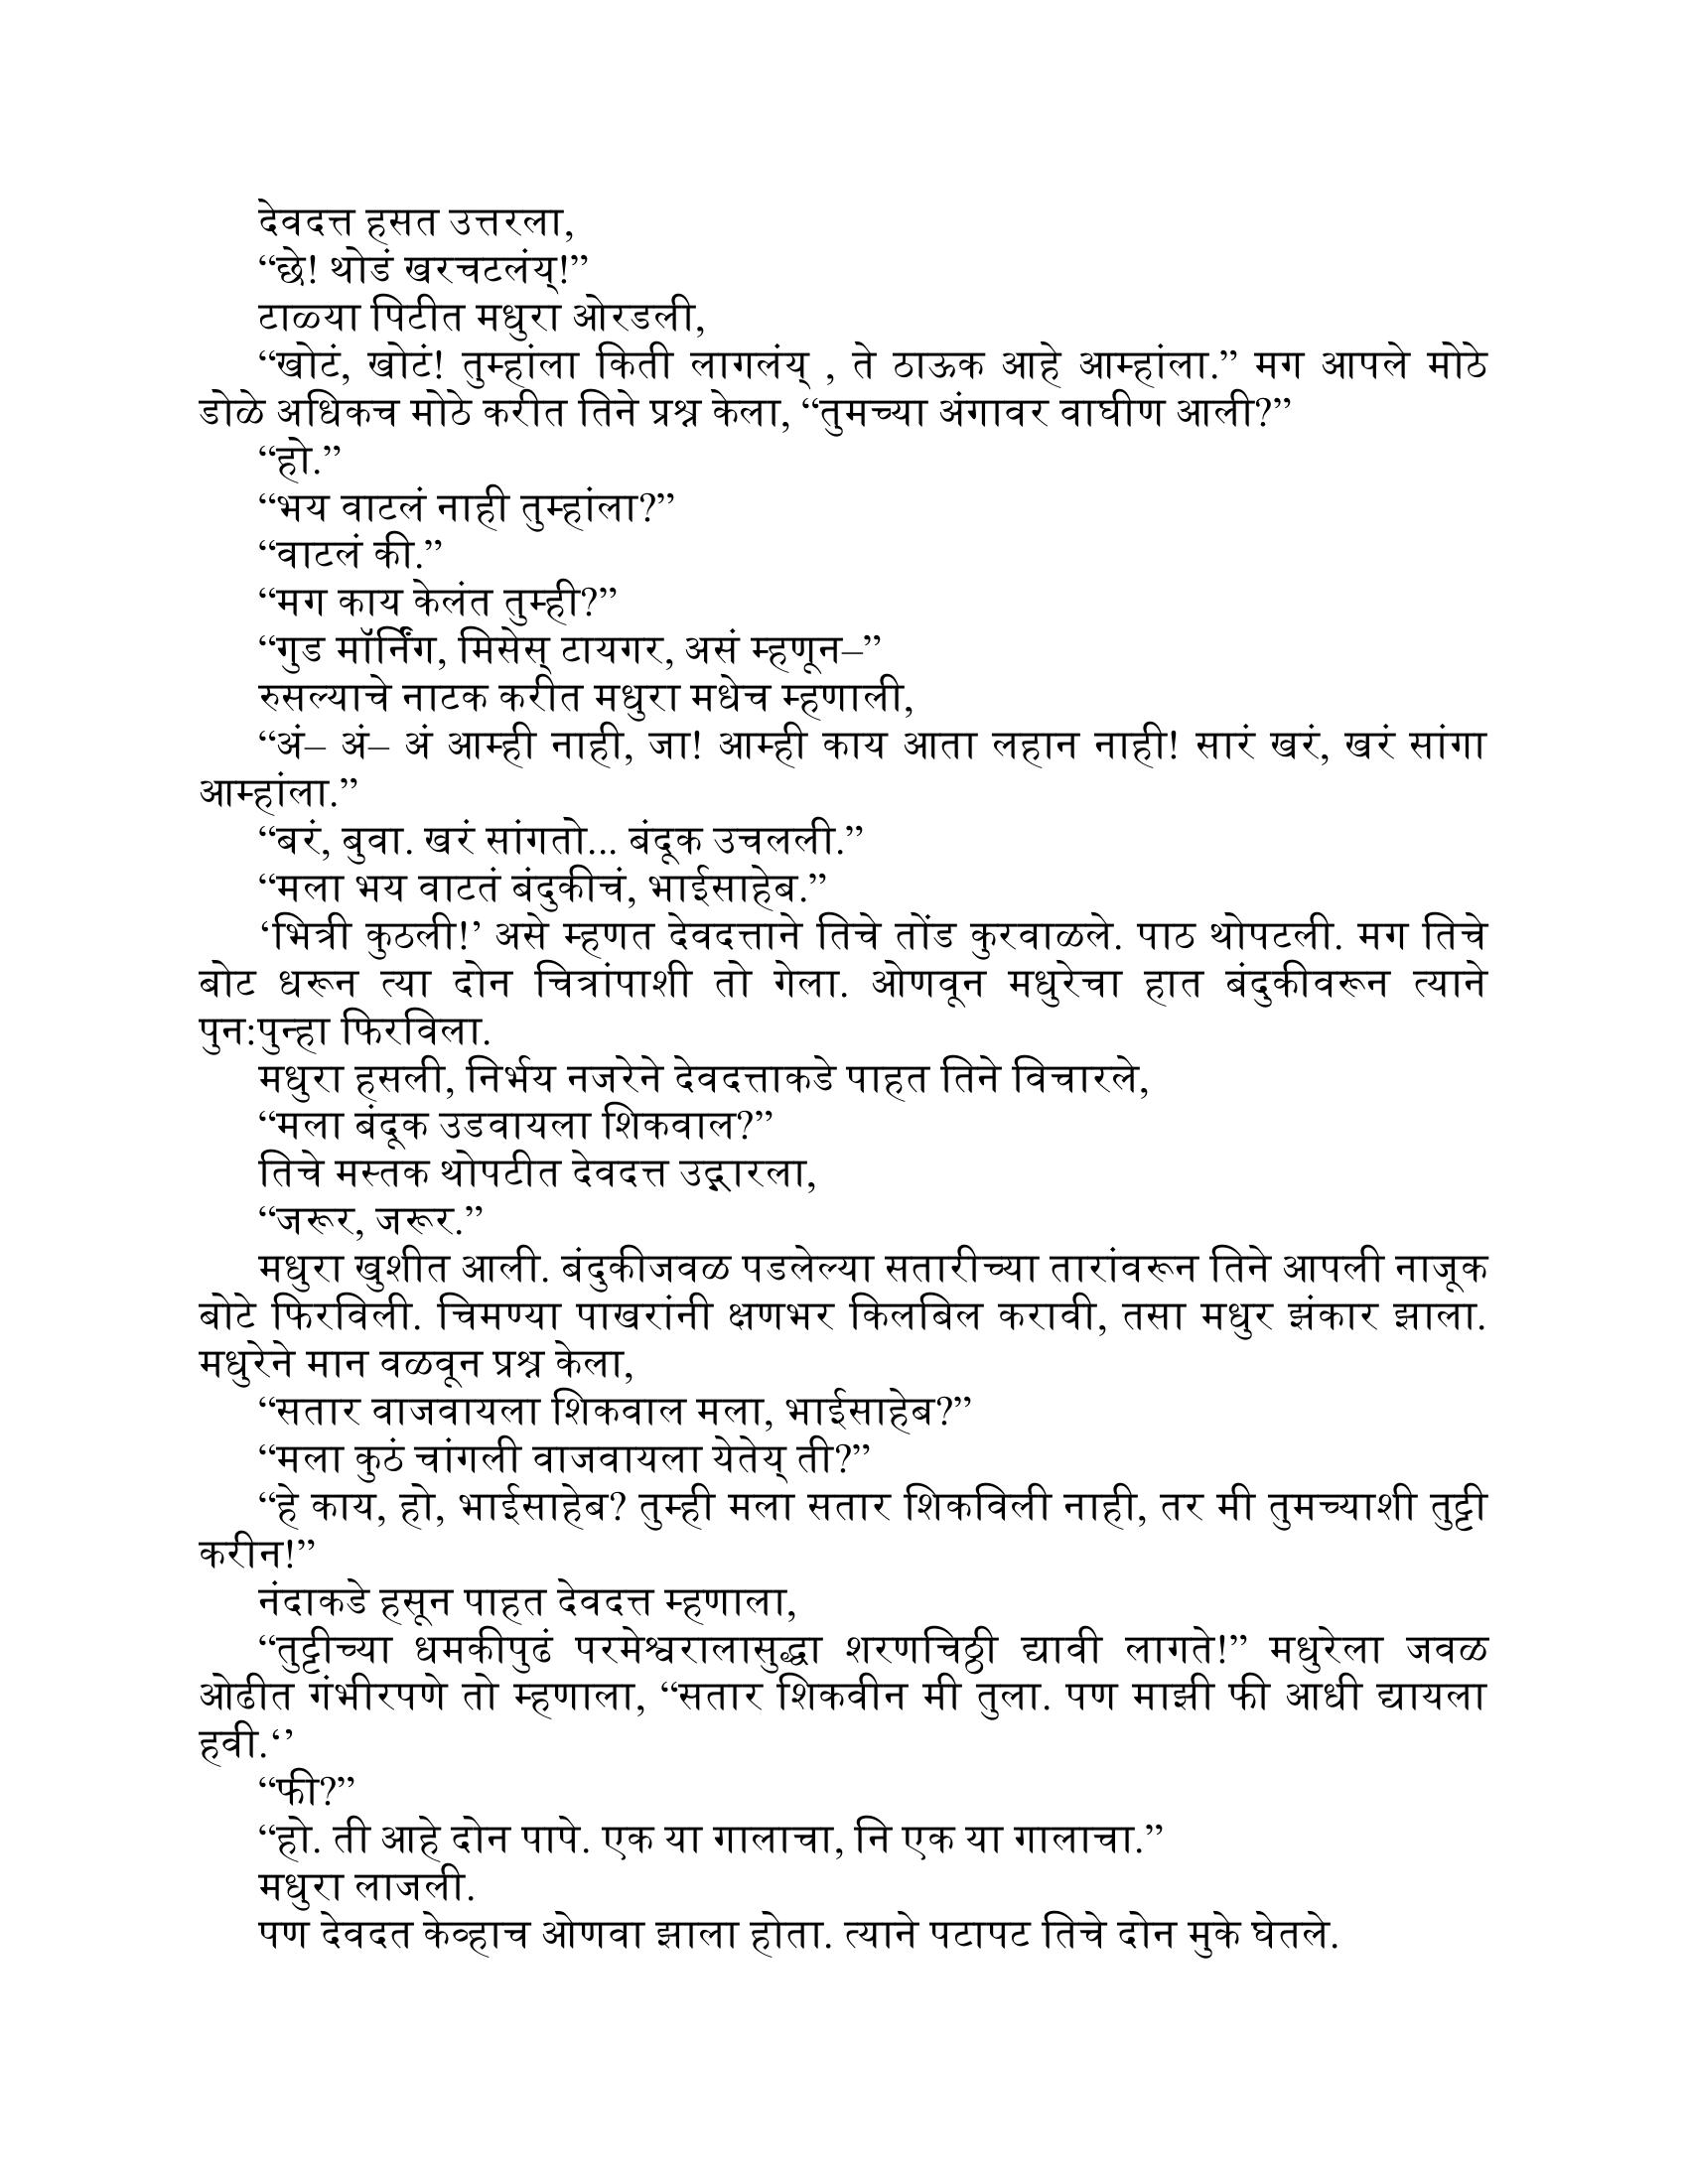 देवदत्त हसत उत्तरला,
“छे! थोडं खरचटलंय्!”
टाळ्या पिटीत मधुरा ओरडली,
“खोटं, खोटं! तुम्हांला किती लागलंय् , ते ठाऊक आहे आम्हांला.” मग आपले मोठे
डोळे अधिकच मोठे करीत तिने प्रश्न केला, “तुमच्या अंगावर वाघीण आली?”
“हो.”
“भय वाटलं नाही तुम्हांला?”
“वाटलं की.”
“मग काय केलंत तुम्ही?”
“गुड मॉर्निंग, मिसेस् टायगर, असं म्हणून–”
रुसल्याचे नाटक करीत मधुरा मधेच म्हणाली,
“अं– अं– अं आम्ही नाही, जा! आम्ही काय आता लहान नाही! सारं खरं, खरं सांगा
आम्हांला.”
“बरं, बुवा. खरं सांगतो... बंदूक उचलली.”
“मला भय वाटतं बंदुकीचं, भाईसाहेब.”
‘भित्री कुठली!’ असे म्हणत देवदत्ताने तिचे तोंड कुरवाळले. पाठ थोपटली. मग तिचे
बोट धरून त्या दोन चित्रांपाशी तो गेला. ओणवून मधुरेचा हात बंदुकीवरून त्याने
पुन:पुन्हा फिरविला.
मधुरा हसली, निर्भय नजरेने देवदत्ताकडे पाहत तिने विचारले,
“मला बंदूक उडवायला शिकवाल?”
तिचे मस्तक थोपटीत देवदत्त उद्गारला,
“जरूर, जरूर.”
मधुरा खुशीत आली. बंदुकीजवळ पडलेल्या सतारीच्या तारांवरून तिने आपली नाजूक
बोटे फिरविली. चिमण्या पाखरांनी क्षणभर किलबिल करावी, तसा मधुर झंकार झाला.
मधुरेने मान वळवून प्रश्न केला,
“सतार वाजवायला शिकवाल मला, भाईसाहेब?”
“मला कुठं चांगली वाजवायला येतेय् ती?”
“हे काय, हो, भाईसाहेब? तुम्ही मला सतार शिकविली नाही, तर मी तुमच्याशी तुट्टी
करीन!”
नंदाकडे हसून पाहत देवदत्त म्हणाला,
“तुट्टीच्या धमकीपुढं परमेश्वरालासुद्धा शरणचिठ्ठी द्यावी लागते!” मधुरेला जवळ
ओढीत गंभीरपणे तो म्हणाला, “सतार शिकवीन मी तुला. पण माझी फी आधी द्यायला
हवी.‘’
“फी?”
“हो. ती आहे दोन पापे. एक या गालाचा, नि एक या गालाचा.”
मधुरा लाजली.
पण देवदत केव्हाच ओणवा झाला होता. त्याने पटापट तिचे दोन मुके घेतले.